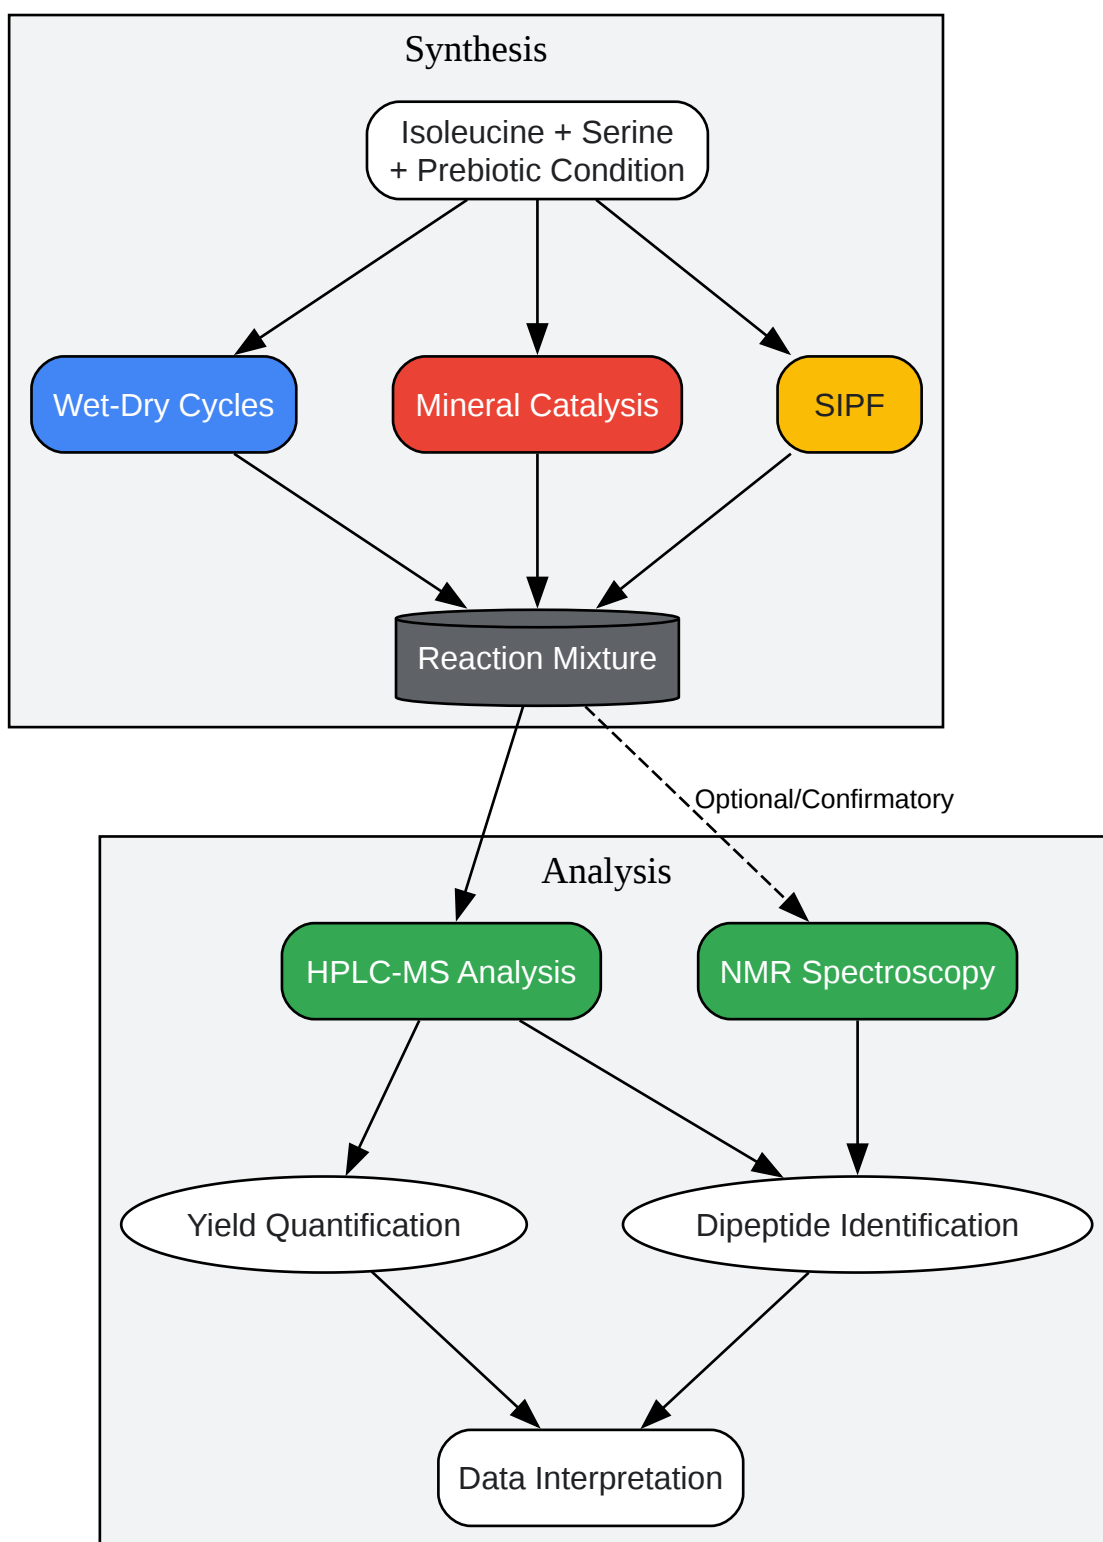 Synthesis
Isoleucine + Serine
+ Prebiotic Condition
Wet-Dry Cycles
Mineral Catalysis
SIPF
Reaction Mixture
Optional/Confirmatory
Analysis
HPLC-MS Analysis
NMR Spectroscopy
Yield Quantification
Dipeptide Identification
Data Interpretation